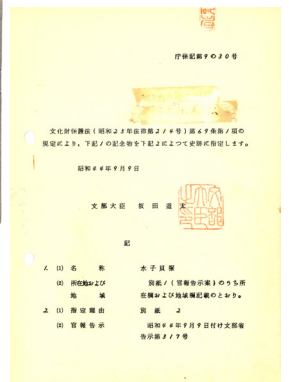 庁保記第9の30号
文化財保護法(昭和25年法律第214号)第69条第1項の
規定により、下記1の記念物を下記2によつて史跡に指定します。
昭和44年9月9日
文部大臣 坂田道太
記
1. (1) 名称 水子貝塚
(2) 所在地および 別紙1(官報告示案)のうち所
地域 在欄および地域欄記載のとおり。
2. (1) 指定理由 別紙2
(2) 官報告示 昭和44年9月9日付け文部省
告示第317号